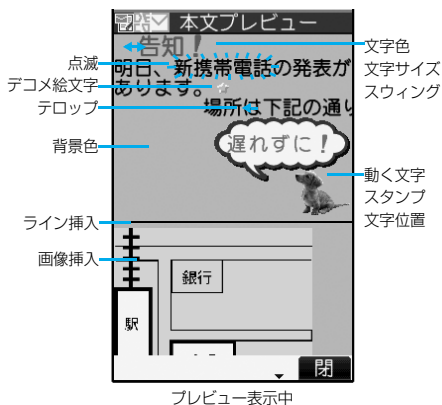 本文プレビュー
告知!
明日、新携帯電話の発表が
あります。
場所は下記の通り
遅れずに!
銀行
駅
閉
点滅
デコメ絵文字
テロップ
背景色
ライン挿入
画像挿入
文字色
文字サイズ
スウィング
動く文字
スタンプ
文字位置
プレビュー表示中